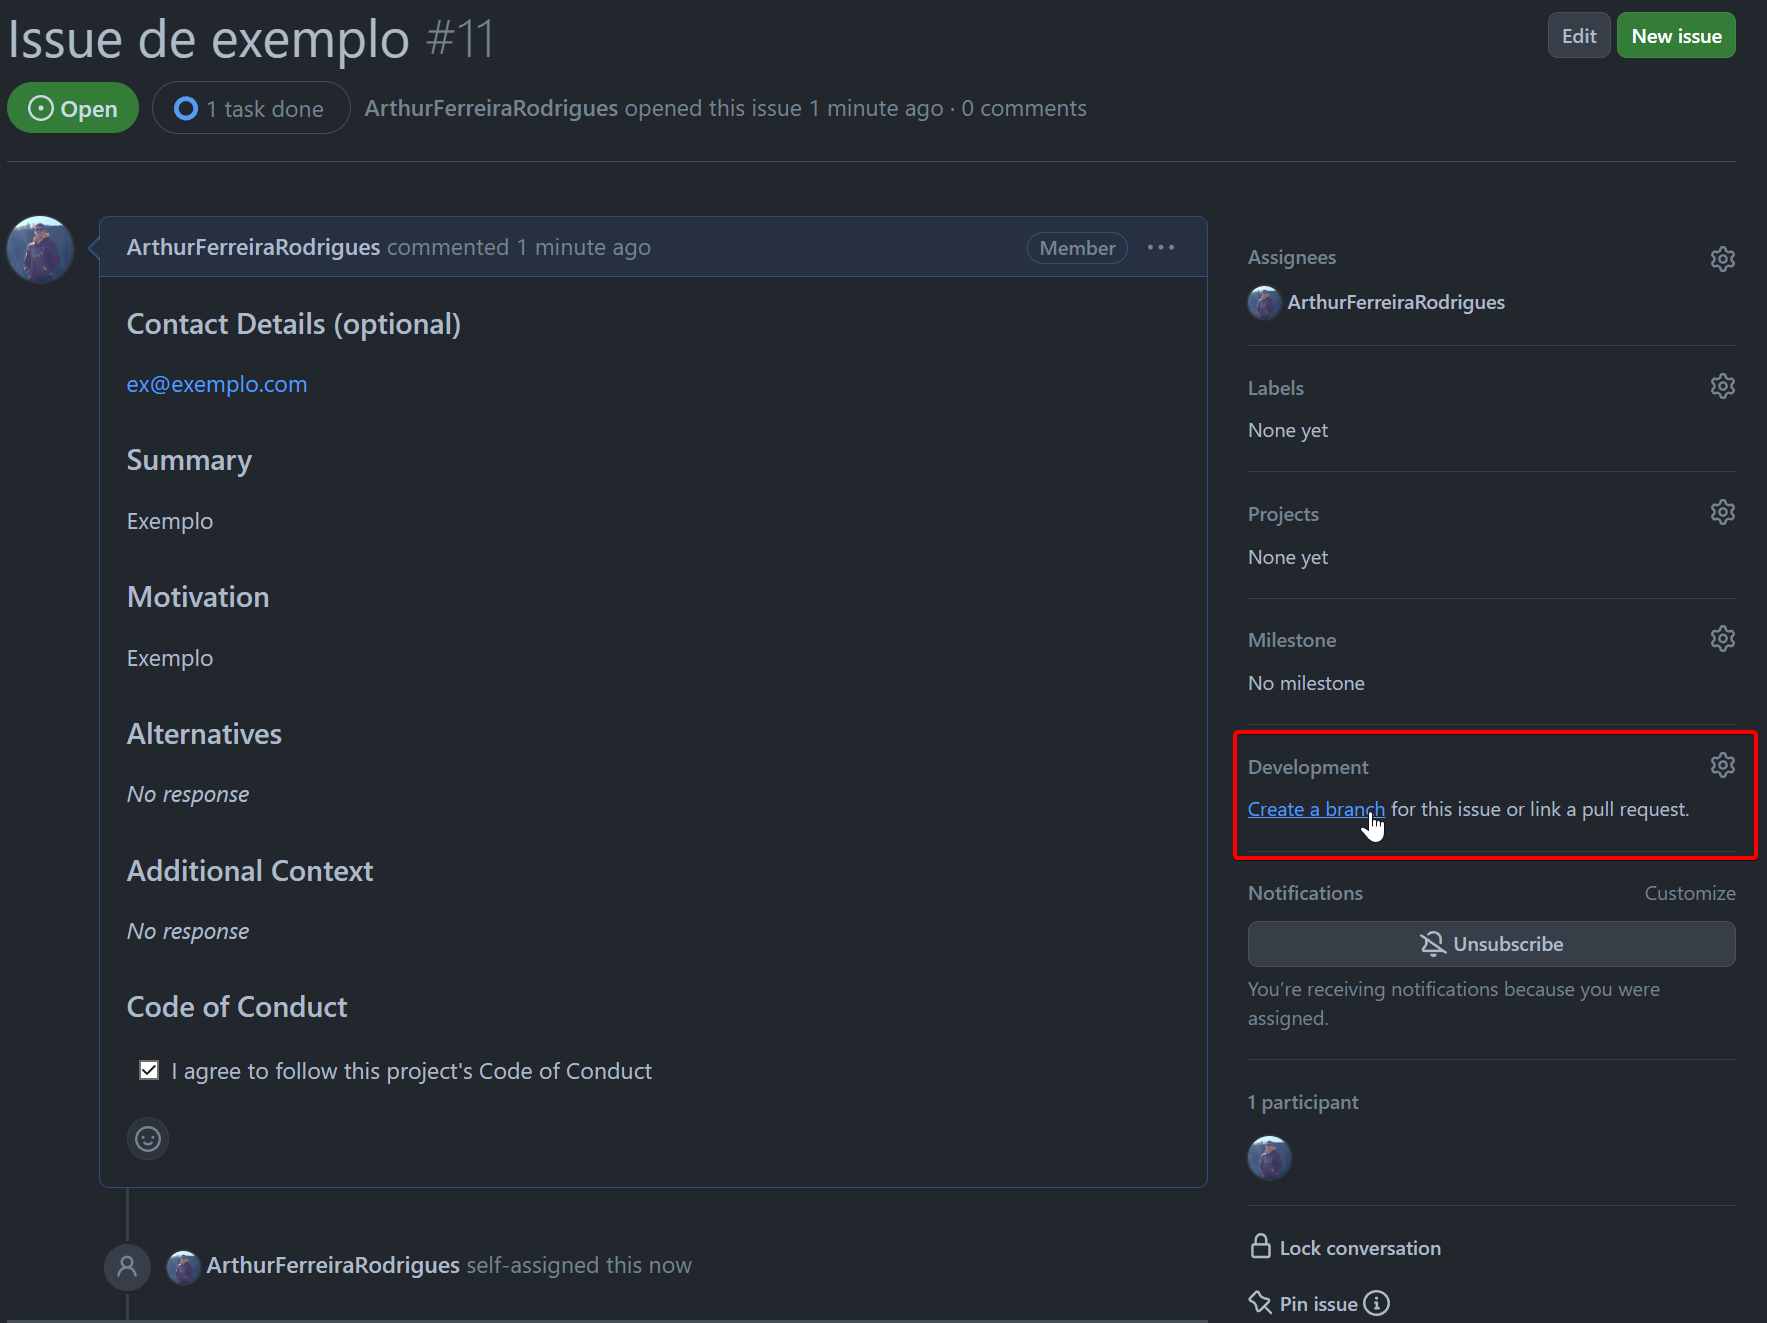 Issue de exemplo #11
Edit
New issue
Open
1 task done
ArthurFerreiraRodrigues opened this issue 1 minute ago · 0 comments
ArthurFerreiraRodrigues commented 1 minute ago
Member
Contact Details (optional)
ex@exemplo.com
Summary
Exemplo
Motivation
Exemplo
Alternatives
No response
Additional Context
No response
Code of Conduct
I agree to follow this project's Code of Conduct
ArthurFerreiraRodrigues self-assigned this now
Assignees
ArthurFerreiraRodrigues
Labels
None yet
Projects
None yet
Milestone
No milestone
Development
Create a branch for this issue or link a pull request.
Notifications
Customize
Unsubscribe
You’re receiving notifications because you were
assigned.
1 participant
Lock conversation
Pin issue